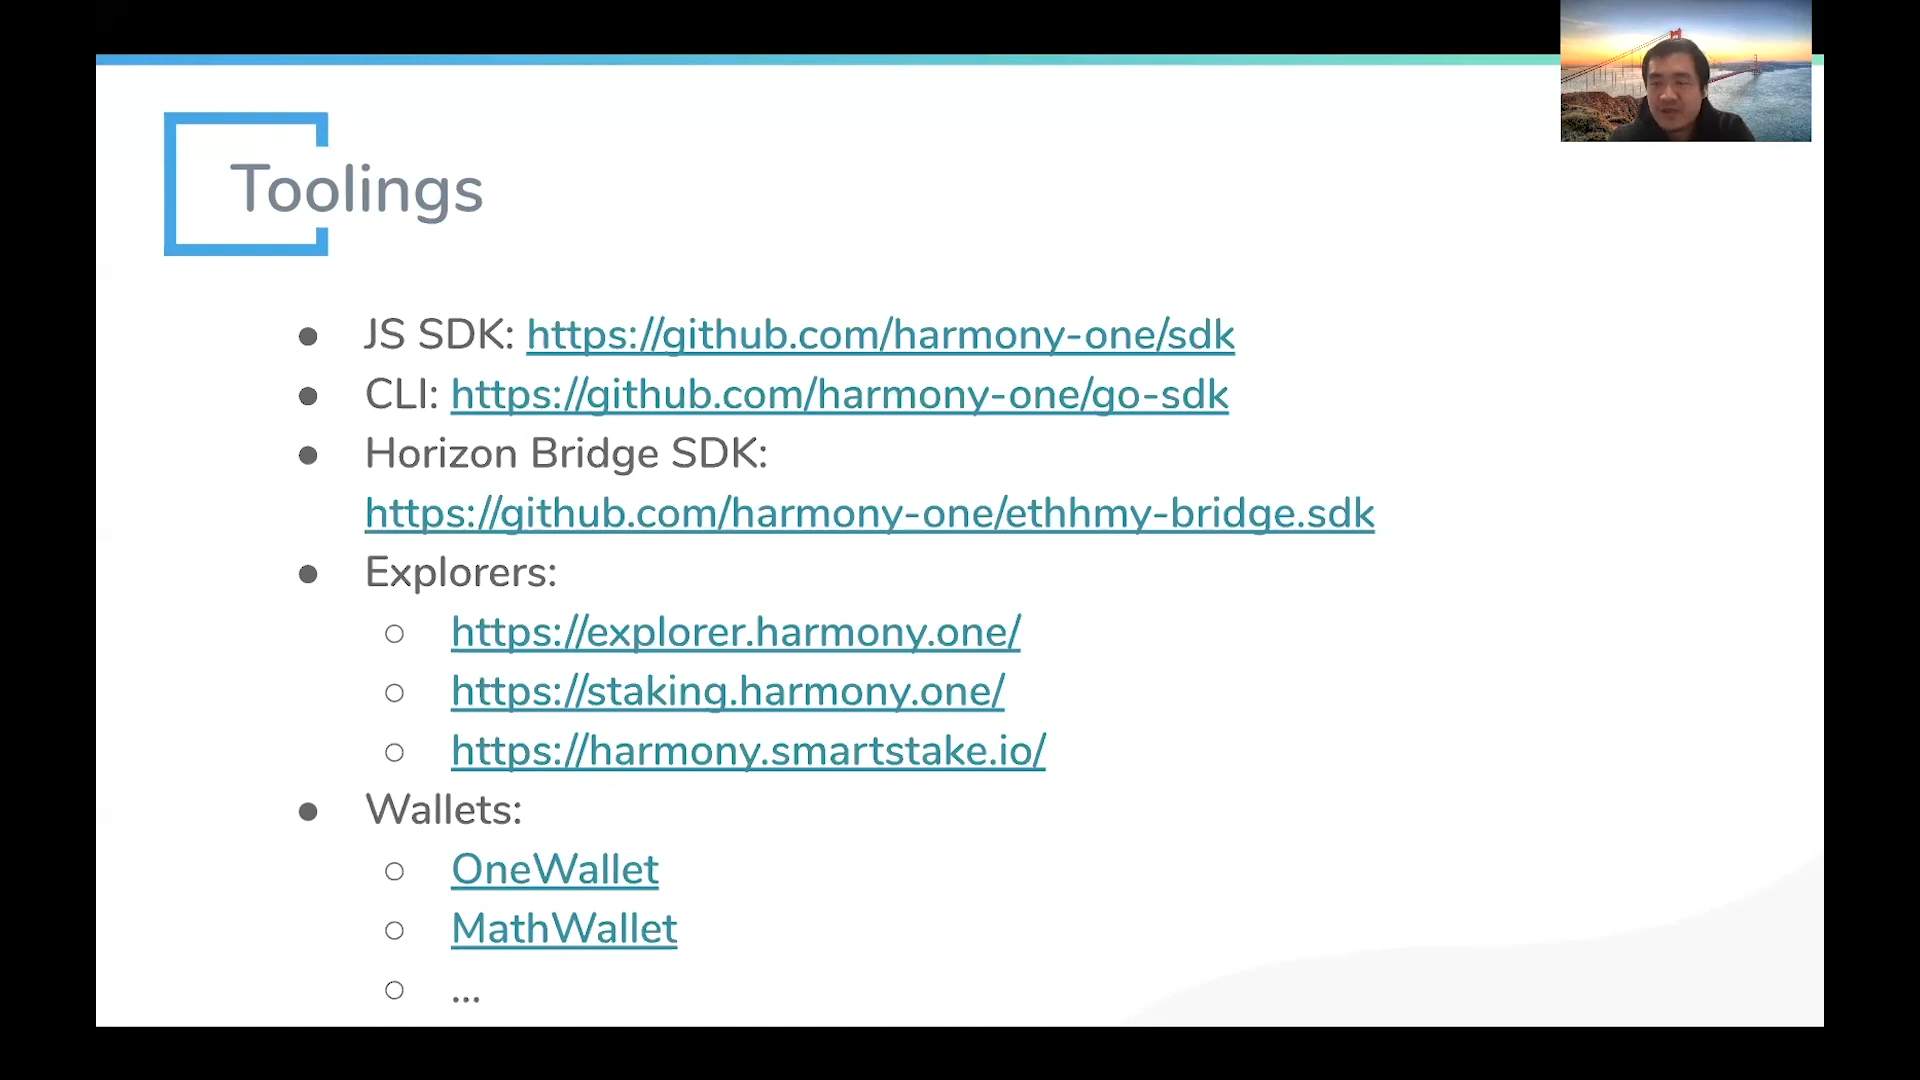 Toolings
● JS SDK: https://github.com/harmony-one/sdk
● CLI: https://github.com/harmony-one/go-sdk
● Horizon Bridge SDK:
https://github.com/harmony-one/ethhmy-bridge.sdk
● Explorers:
○ https://explorer.harmony.one/
○ https://staking.harmony.one/
○ https://harmony.smartstake.io/
● Wallets:
○ OneWallet
○ MathWallet
○ ...